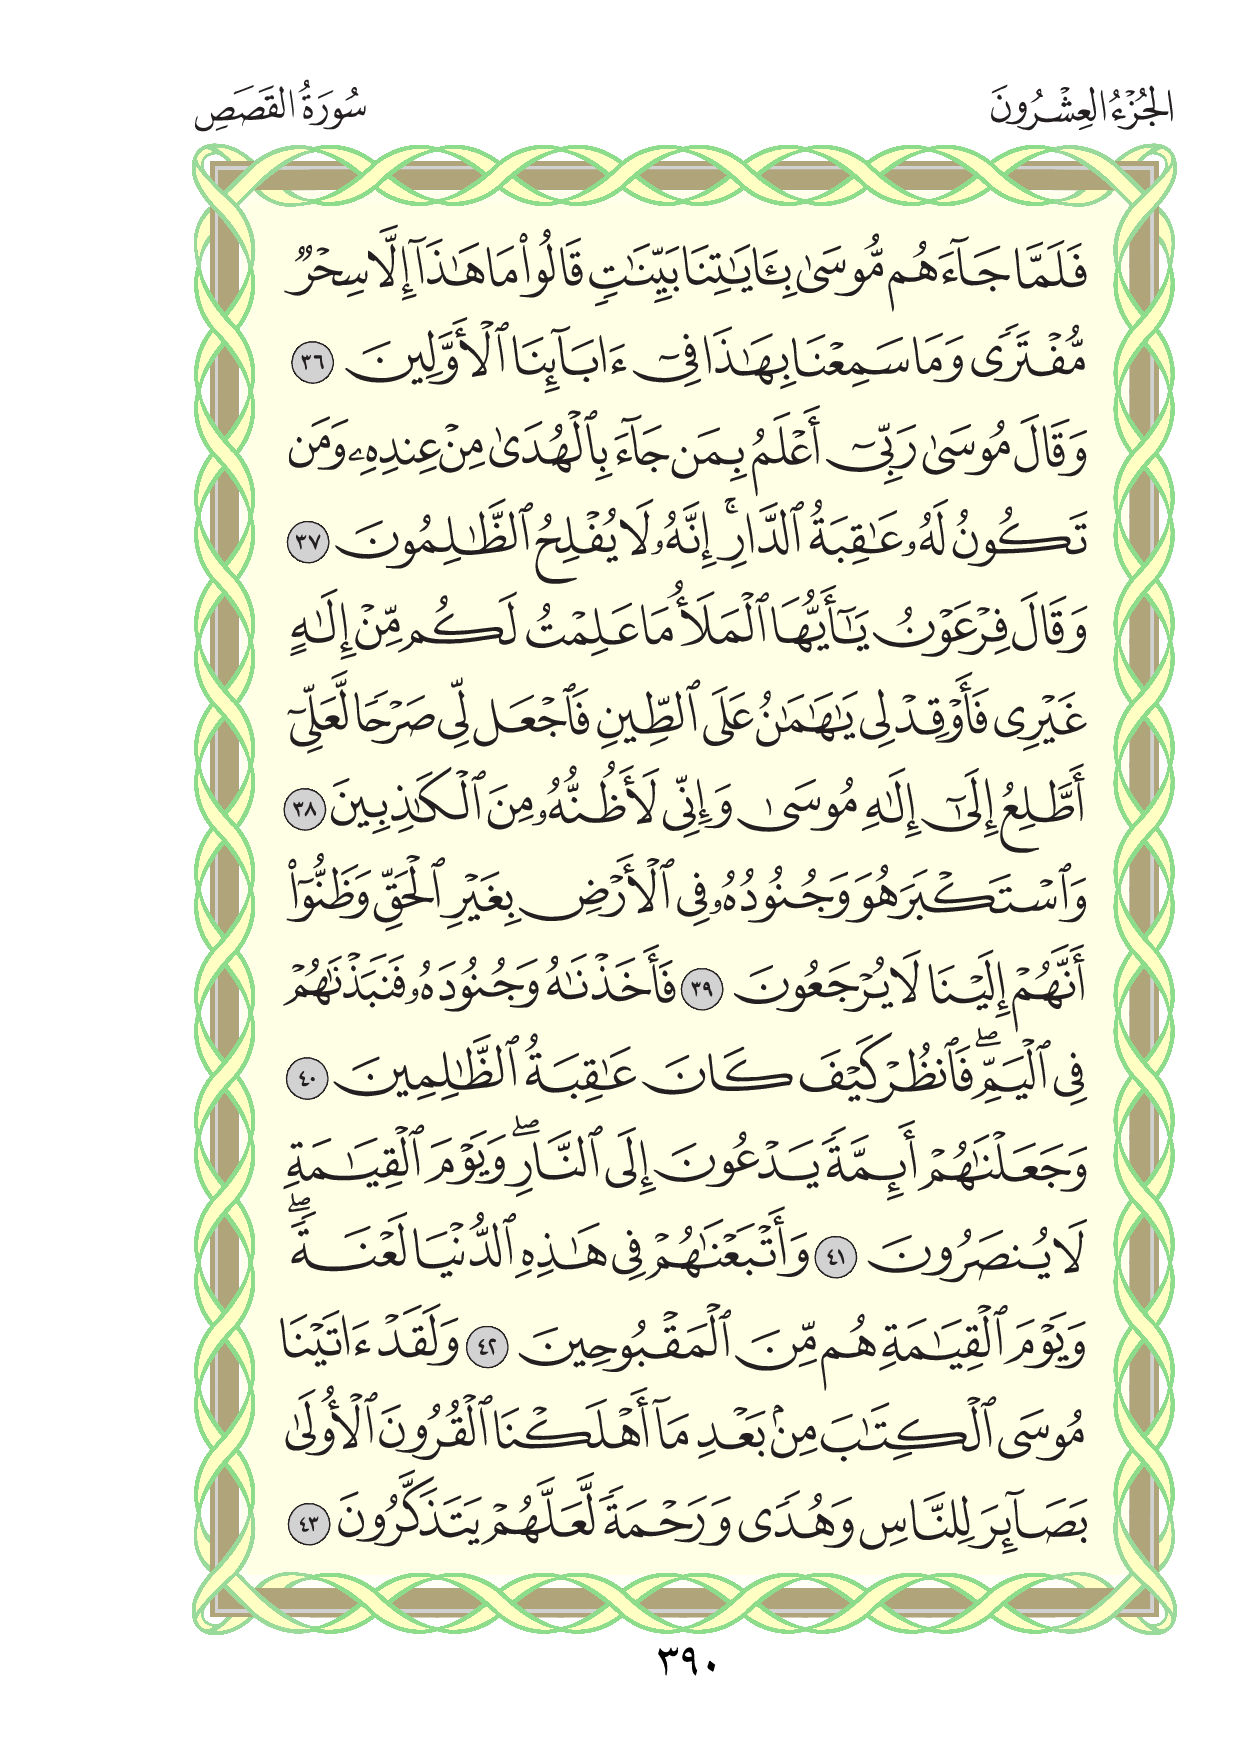 الجُزْءُ العِشْرُونَ
سُورَةُ القَصَصِ
فَلَمَّا جَآءَهُم مُّوسَىٰ بِـَٔايَٰتِنَا بَيِّنَٰتٖ قَالُواْ مَا هَٰذَآ إِلَّا سِحۡرٞ
مُّفۡتَرٗى وَمَا سَمِعۡنَا بِهَٰذَا فِيٓ ءَابَآئِنَا ٱلۡأَوَّلِينَ ٣٦
وَقَالَ مُوسَىٰ رَبِّيٓ أَعۡلَمُ بِمَن جَآءَ بِٱلۡهُدَىٰ مِنۡ عِندِهِۦ وَمَن
تَكُونُ لَهُۥ عَٰقِبَةُ ٱلدَّارِۚ إِنَّهُۥ لَا يُفۡلِحُ ٱلظَّٰلِمُونَ ٣٧
وَقَالَ فِرۡعَوۡنُ يَٰٓأَيُّهَا ٱلۡمَلَأُ مَا عَلِمۡتُ لَكُم مِّنۡ إِلَٰهٍ
غَيۡرِي فَأَوۡقِدۡ لِي يَٰهَٰمَٰنُ عَلَى ٱلطِّينِ فَٱجۡعَل لِّي صَرۡحٗا لَّعَلِّيٓ
أَطَّلِعُ إِلَىٰٓ إِلَٰهِ مُوسَىٰ وَإِنِّي لَأَظُنُّهُۥ مِنَ ٱلۡكَٰذِبِينَ ٣٨
وَٱسۡتَكۡبَرَ هُوَ وَجُنُودُهُۥ فِي ٱلۡأَرۡضِ بِغَيۡرِ ٱلۡحَقِّ وَظَنُّوٓاْ
أَنَّهُمۡ إِلَيۡنَا لَا يُرۡجَعُونَ ٣٩ فَأَخَذۡنَٰهُ وَجُنُودَهُۥ فَنَبَذۡنَٰهُمۡ
فِي ٱلۡيَمِّۖ فَٱنظُرۡ كَيۡفَ كَانَ عَٰقِبَةُ ٱلظَّٰلِمِينَ ٤٠
وَجَعَلۡنَٰهُمۡ أَئِمَّةٗ يَدۡعُونَ إِلَى ٱلنَّارِۖ وَيَوۡمَ ٱلۡقِيَٰمَةِ
لَا يُنصَرُونَ ٤١ وَأَتۡبَعۡنَٰهُمۡ فِي هَٰذِهِ ٱلدُّنۡيَا لَعۡنَةٗۖ
وَيَوۡمَ ٱلۡقِيَٰمَةِ هُم مِّنَ ٱلۡمَقۡبُوحِينَ ٤٢ وَلَقَدۡ ءَاتَيۡنَا
مُوسَى ٱلۡكِتَٰبَ مِنۢ بَعۡدِ مَآ أَهۡلَكۡنَا ٱلۡقُرُونَ ٱلۡأُولَىٰ
بَصَآئِرَ لِلنَّاسِ وَهُدٗى وَرَحۡمَةٗ لَّعَلَّهُمۡ يَتَذَكَّرُونَ ٤٣
٣٩٠